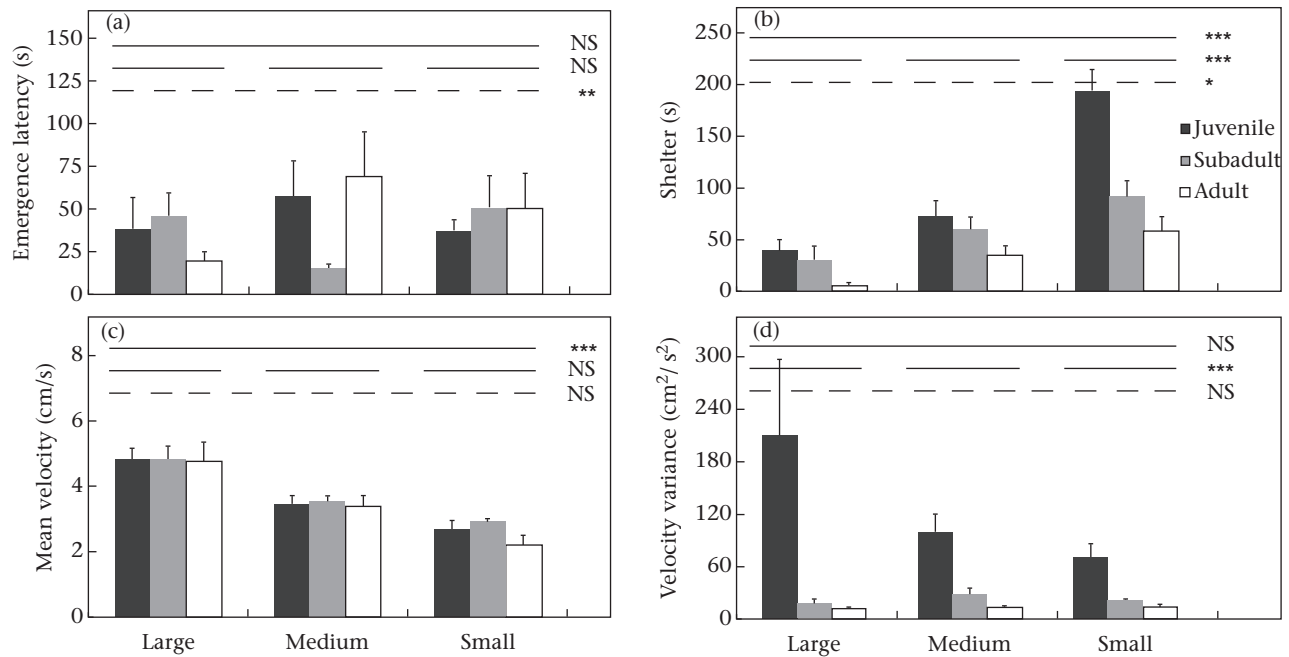 (a)
Emergence latency (s)
150
125
100
75
50
25
0
NS
NS
**
(b)
Shelter (s)
250
200
150
100
50
0
***
***
*
Juvenile
Subadult
Adult
(c)
Mean velocity (cm/s)
8
6
4
2
0
***
NS
NS
Large
Medium
Small
(d)
Velocity variance (cm²/ s²)
300
240
180
120
60
0
NS
***
NS
Large
Medium
Small